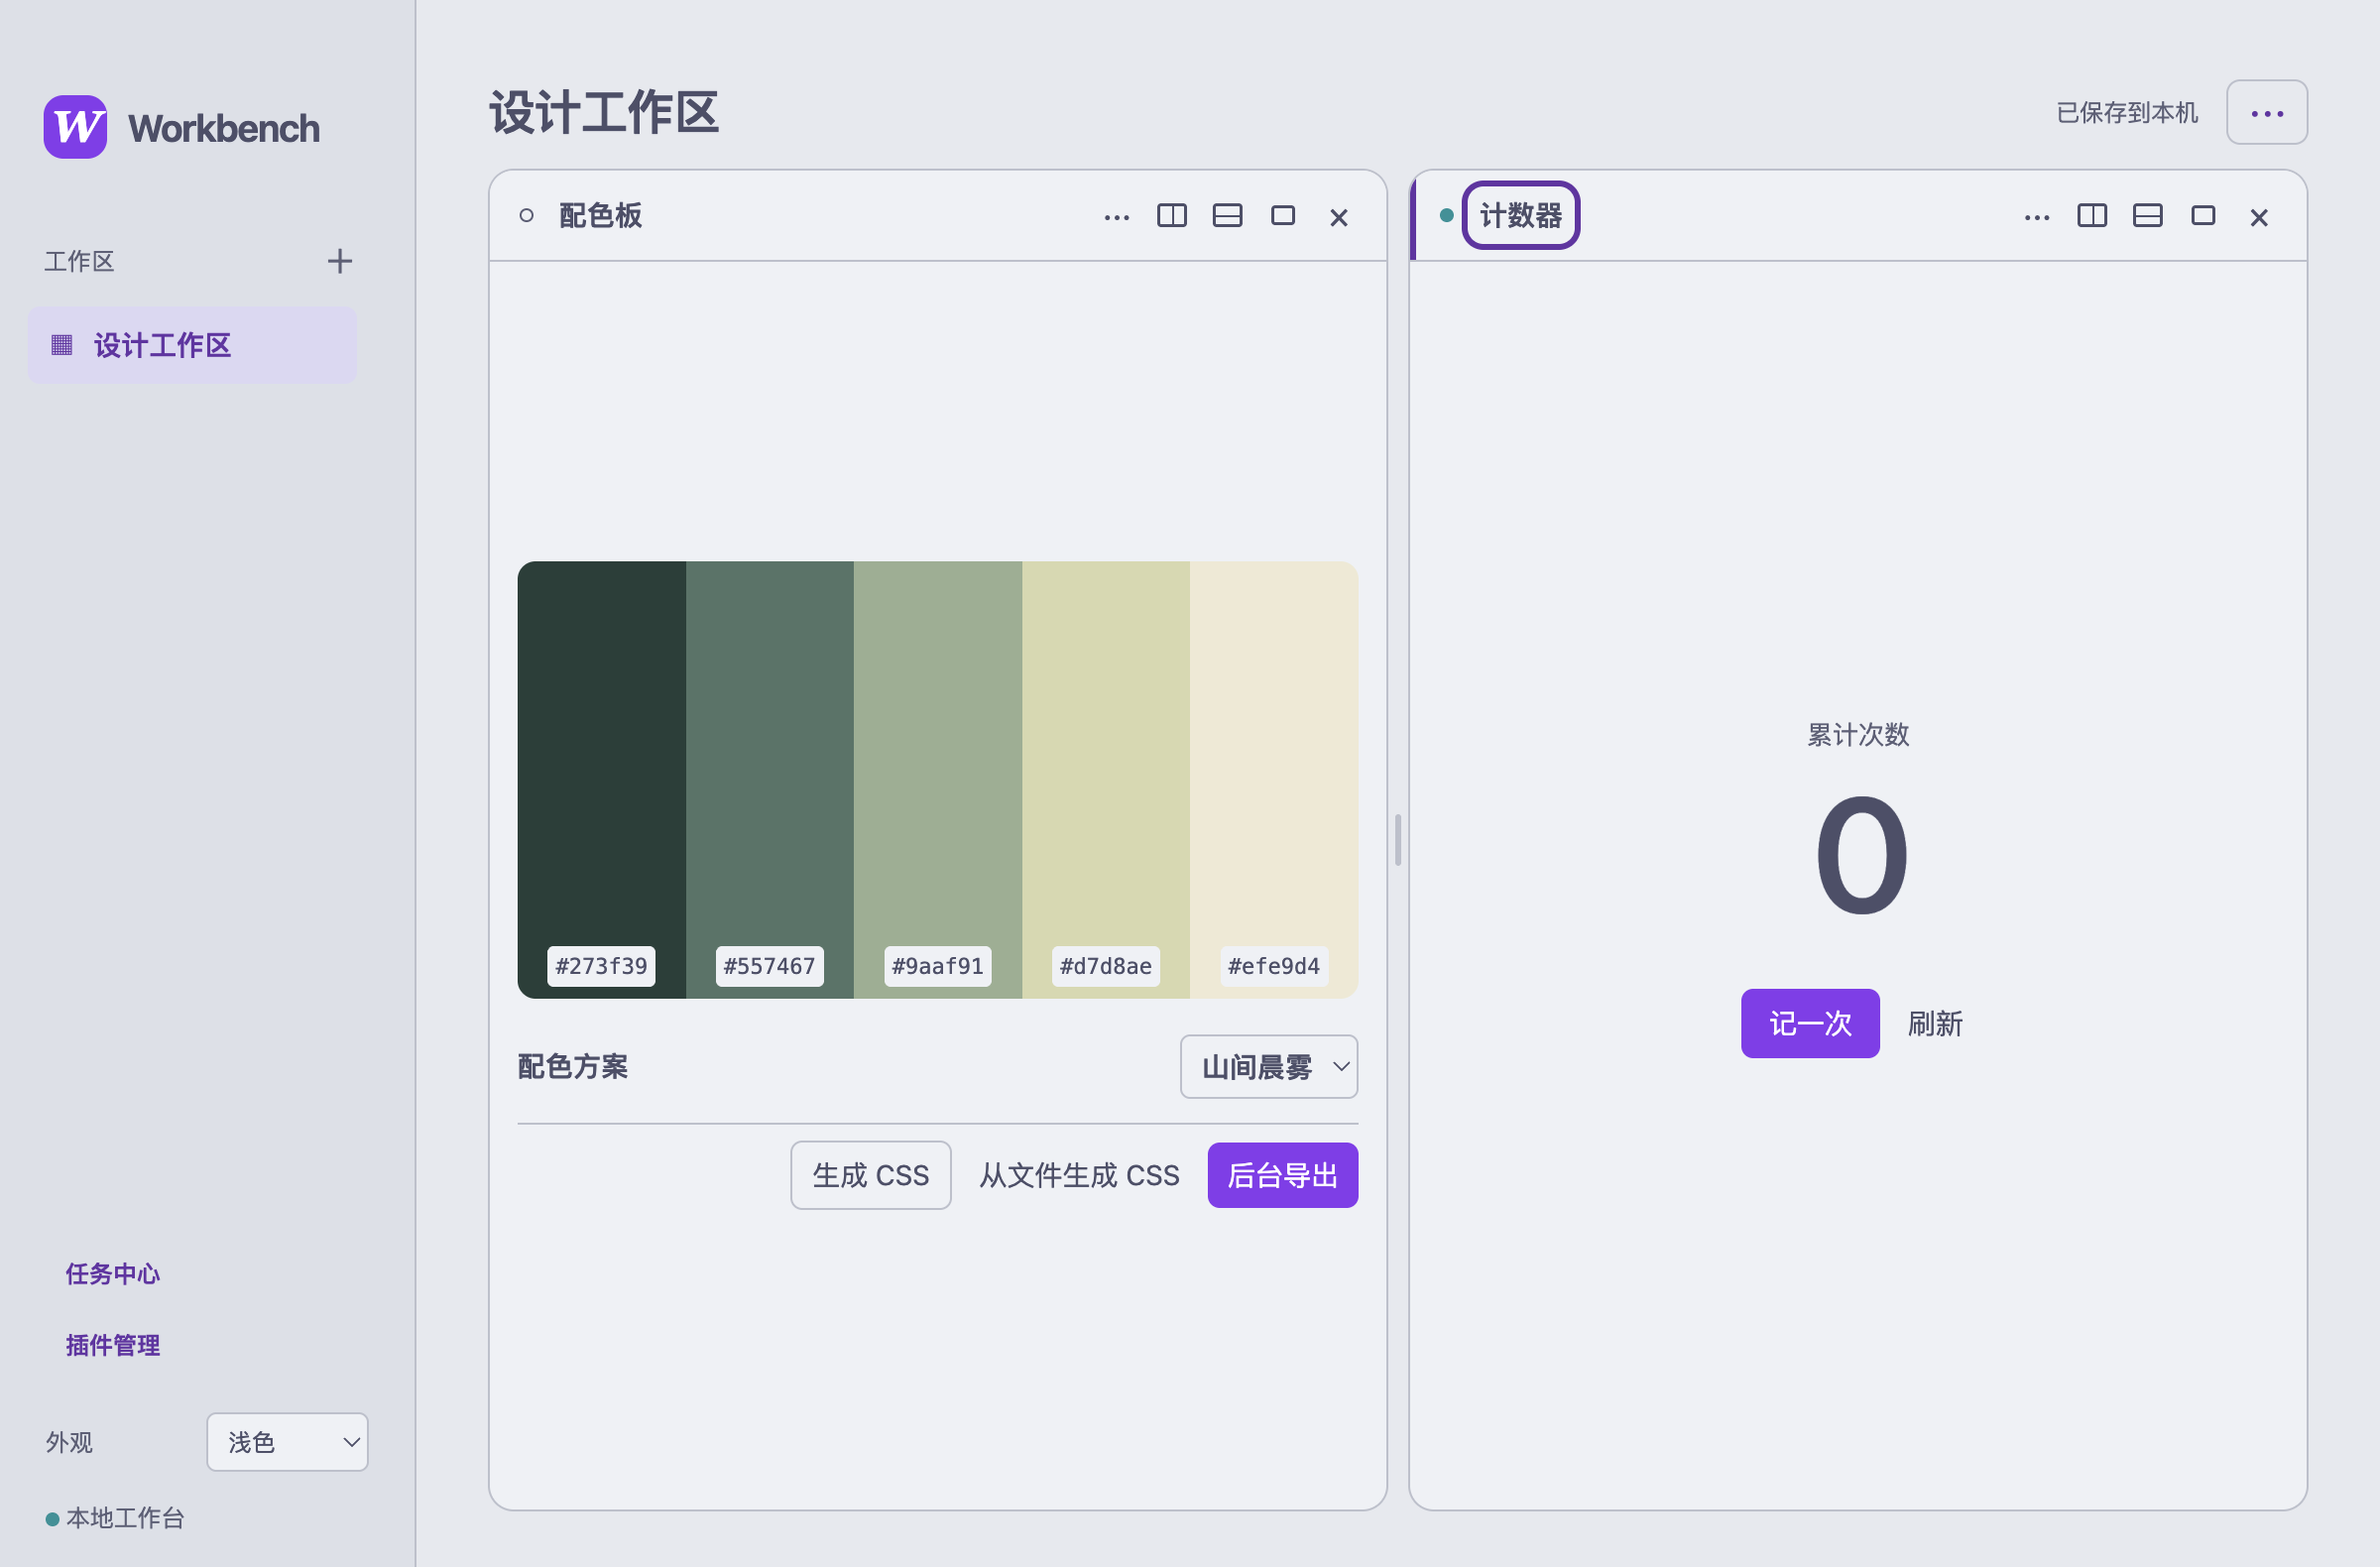 W Workbench
工作区
设计工作区
任务中心
插件管理
外观
浅色
本地工作台
设计工作区
已保存到本机
配色板
#273f39
#557467
#9aaf91
#d7d8ae
#efe9d4
配色方案
山间晨雾
生成 CSS
从文件生成 CSS
后台导出
计数器
累计次数
0
记一次
刷新